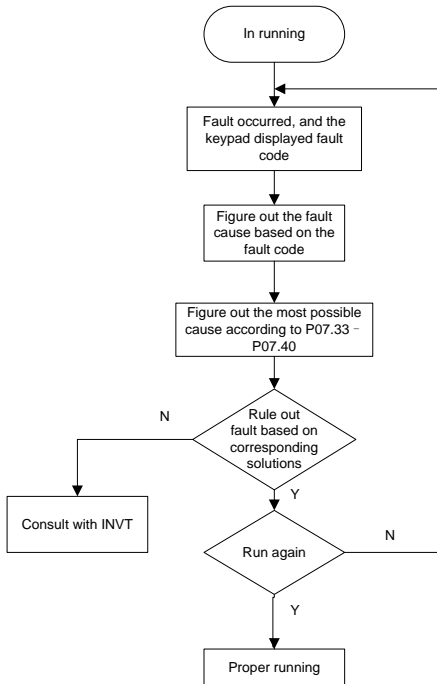 In running
Fault occurred, and the
keypad displayed fault
code
Figure out the fault
cause based on the
fault code
Figure out the most possible
cause according to P07.33－
P07.40
N
Rule out
fault based on
corresponding
solutions
Y
Consult with INVT
Run again
N
Y
Proper running